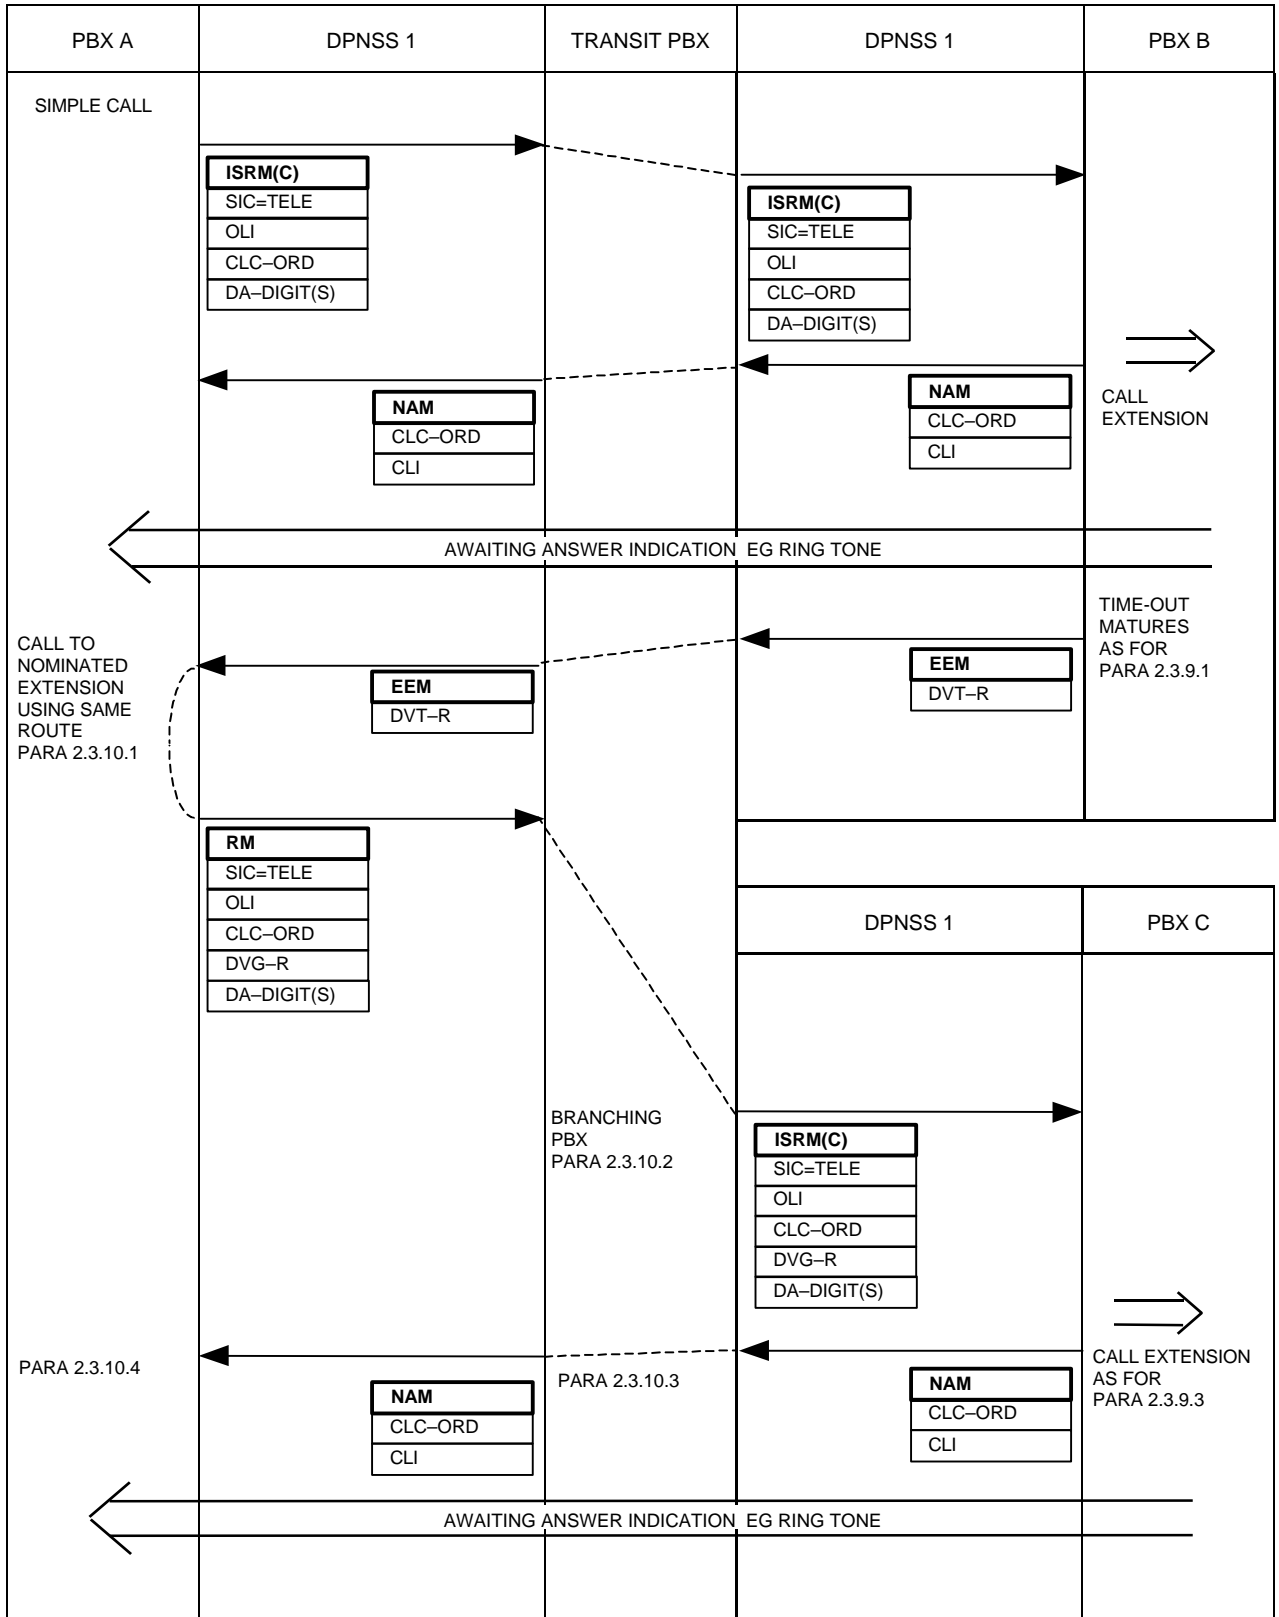 PBX A
DPNSS 1
TRANSIT PBX
DPNSS 1
PBX B
SIMPLE CALL
ISRM(C)
SIC=TELE
OLI
CLC–ORD
DA–DIGIT(S)
ISRM(C)
SIC=TELE
OLI
CLC–ORD
DA–DIGIT(S)
NAM
CLC–ORD
CLI
NAM
CLC–ORD
CLI
CALL
EXTENSION
AWAITING ANSWER INDICATION EG RING TONE
TIME-OUT
MATURES
AS FOR
PARA 2.3.9.1
CALL TO
NOMINATED
EXTENSION
USING SAME
ROUTE
PARA 2.3.10.1
EEM
DVT–R
EEM
DVT–R
RM
SIC=TELE
OLI
CLC–ORD
DVG–R
DA–DIGIT(S)
DPNSS 1
PBX C
BRANCHING
PBX
PARA 2.3.10.2
ISRM(C)
SIC=TELE
OLI
CLC–ORD
DVG–R
DA–DIGIT(S)
PARA 2.3.10.4
NAM
CLC–ORD
CLI
PARA 2.3.10.3
NAM
CLC–ORD
CLI
CALL EXTENSION
AS FOR
PARA 2.3.9.3
AWAITING ANSWER INDICATION EG RING TONE